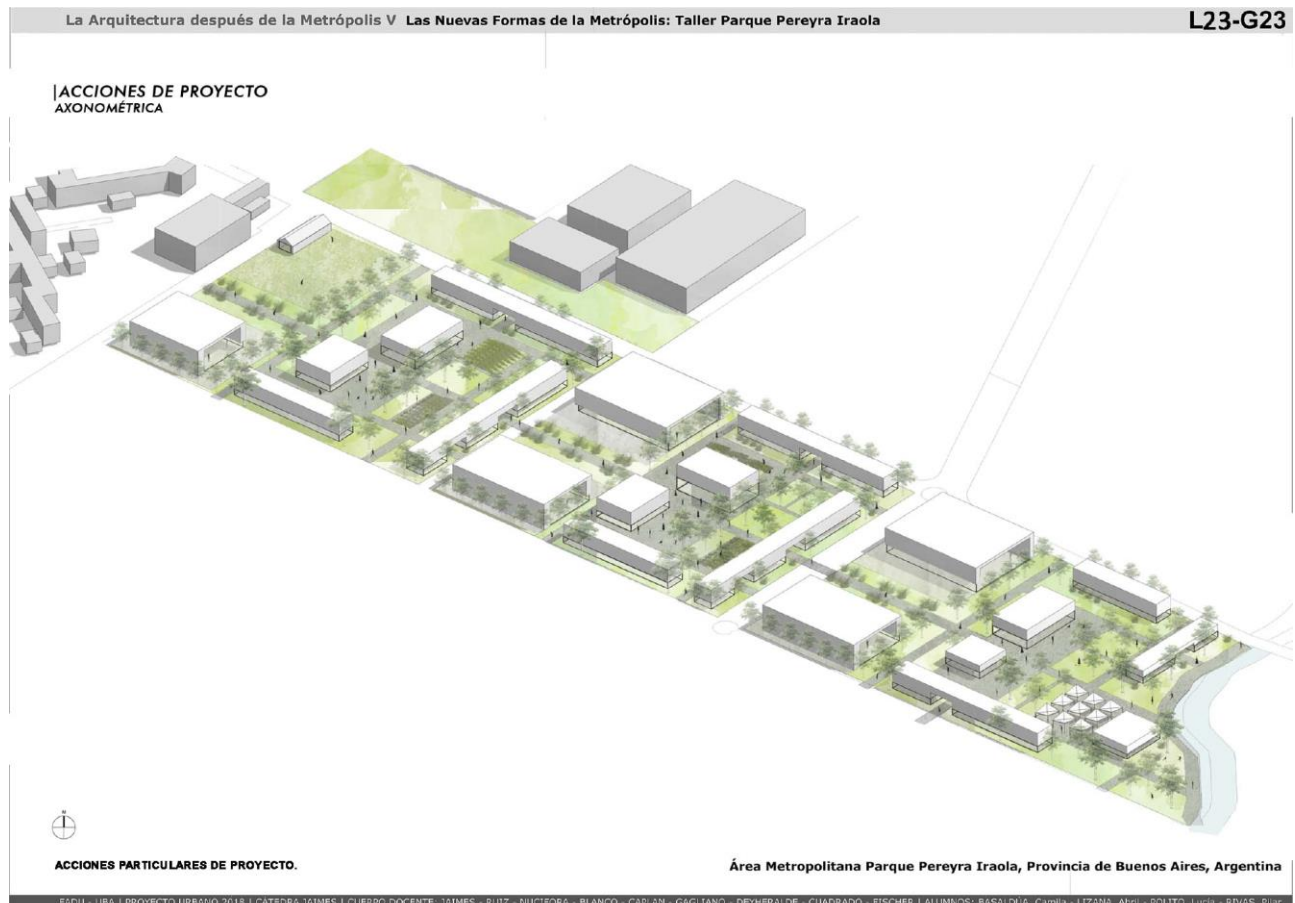 La Arquitectura después de la Metrópolis V Las Nuevas Formas de la Metrópolis: Taller Parque Pereyra Iraola L23-G23
|ACCIONES DE PROYECTO
AXONOMÉTRICA
N
ACCIONES PARTICULARES DE PROYECTO.
Área Metropolitana Parque Pereyra Iraola, Provincia de Buenos Aires, Argentina
FADU - UBA | PROYECTO URBANO 2018 | CÁTEDRA JAIMES | CUERPO DOCENTE: JAIMES - RUIZ - NUCIFORA - BLANCO - CAPLAN - GAGLIANO - DEYHERALDE - CUADRADO - FISCHER | ALUMNOS: BASALDÚA, Camila - LIZANA, Abril - POLITO, Lucía - RIVAS, Pilar